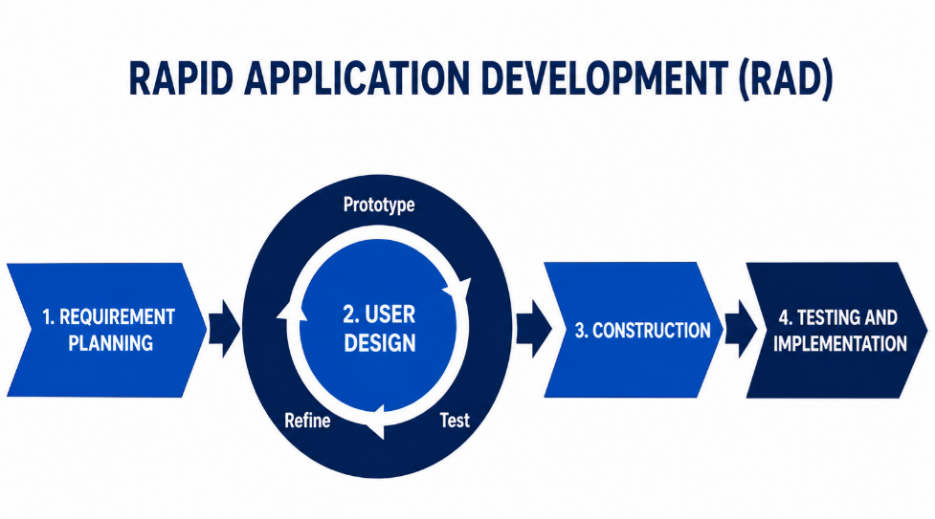 RAPID APPLICATION DEVELOPMENT (RAD)
1. REQUIREMENT
PLANNING
Prototype
2. USER
DESIGN
Refine
Test
3. CONSTRUCTION
4. TESTING AND
IMPLEMENTATION